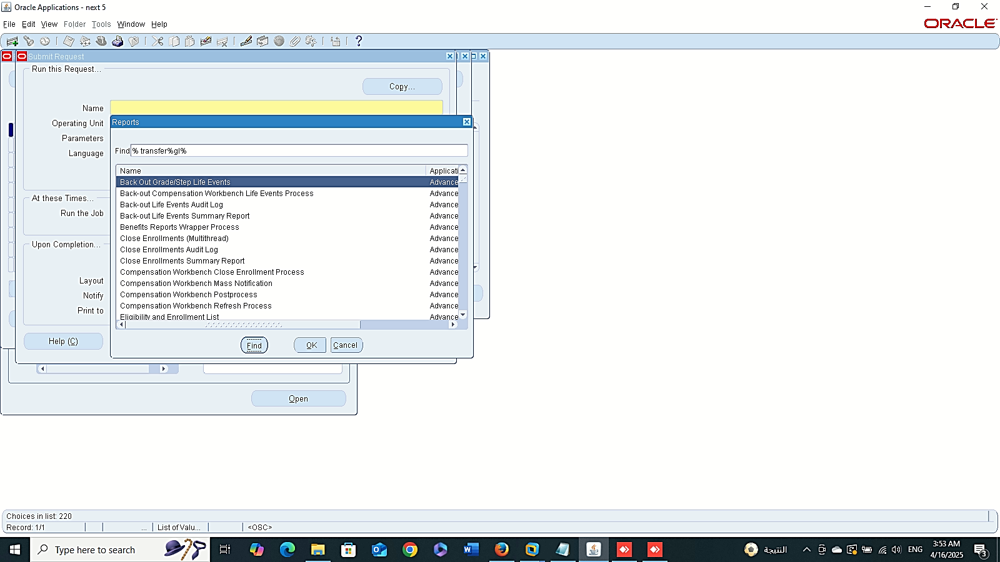 Oracle Applications - next 5
File Edit View Folder Tools Window Help
ORACLE
Submit Request
Run this Request...
Copy...
Name
Operating Unit
Parameters
Language
At these Times...
Run the Job
Upon Completion...
Layout
Notify
Print to
Help (C)
Reports
Find % transfer%gl%
Name Applicati
Back Out Grade/Step Life Events Advance
Back-out Compensation Workbench Life Events Process Advance
Back-out Life Events Audit Log Advance
Back-out Life Events Summary Report Advance
Benefits Reports Wrapper Process Advance
Close Enrollments (Multithread) Advance
Close Enrollments Audit Log Advance
Close Enrollments Summary Report Advance
Compensation Workbench Close Enrollment Process Advance
Compensation Workbench Mass Notification Advance
Compensation Workbench Postprocess Advance
Compensation Workbench Refresh Process Advance
Eligibility and Enrollment List Advance
Find OK Cancel
Open
Choices in list: 220
Record: 1/1 ... List of Valu... <OSC>
Type here to search
النتيجة
ENG
3:53 AM
4/16/2025
3